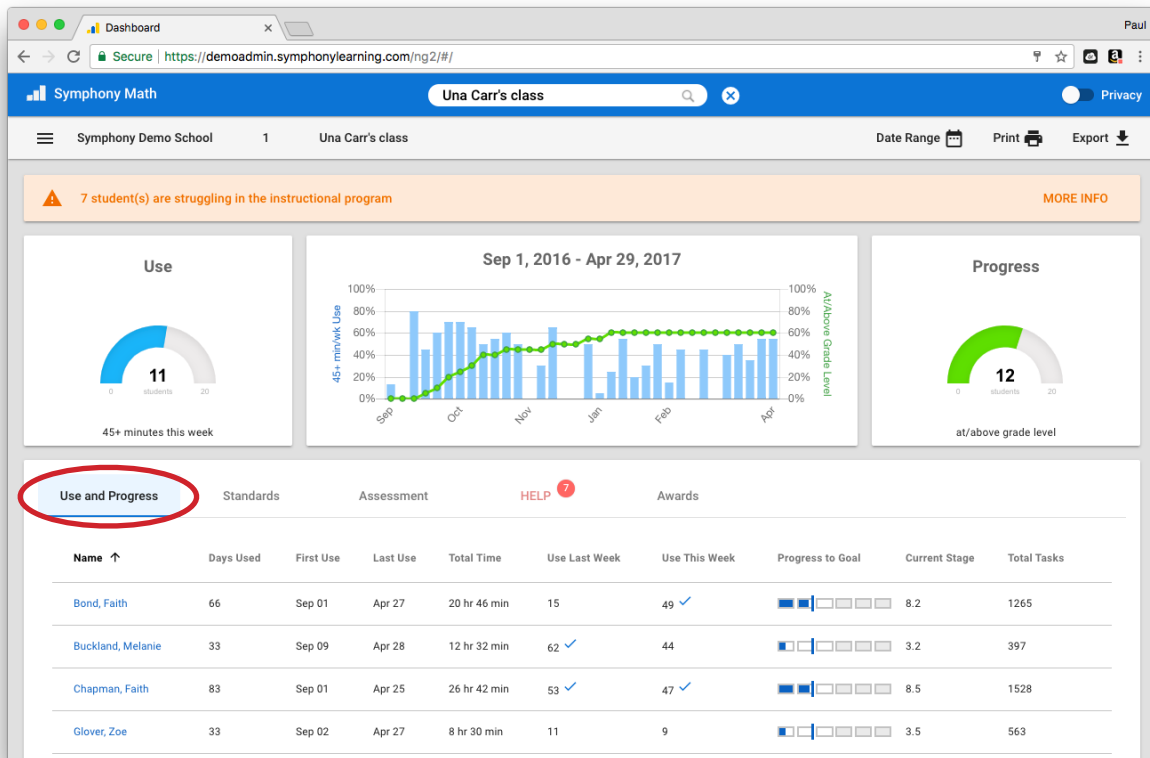 Dashboard
Paul
Secure | https://demoadmin.symphonylearning.com/ng2/#/
Symphony Math
Una Carr's class
Privacy
Symphony Demo School 1 Una Carr's class
Date Range Print Export
7 student(s) are struggling in the instructional program
MORE INFO
Use
11
students
0 20
45+ minutes this week
Sep 1, 2016 - Apr 29, 2017
45+ min/wk Use
100% 100%
80% 80%
60% 60%
40% 40%
20% 20%
0% 0%
At/Above Grade Level
Sep Oct Nov Jan Feb Apr
Progress
12
students
0 20
at/above grade level
Use and Progress Standards Assessment HELP 7 Awards
Name Days Used First Use Last Use Total Time Use Last Week Use This Week Progress to Goal Current Stage Total Tasks
Bond, Faith 66 Sep 01 Apr 27 20 hr 46 min 15 49 8.2 1265
Buckland, Melanie 33 Sep 09 Apr 28 12 hr 32 min 62 44 3.2 397
Chapman, Faith 83 Sep 01 Apr 25 26 hr 42 min 53 47 8.5 1528
Glover, Zoe 33 Sep 02 Apr 27 8 hr 30 min 11 9 3.5 563